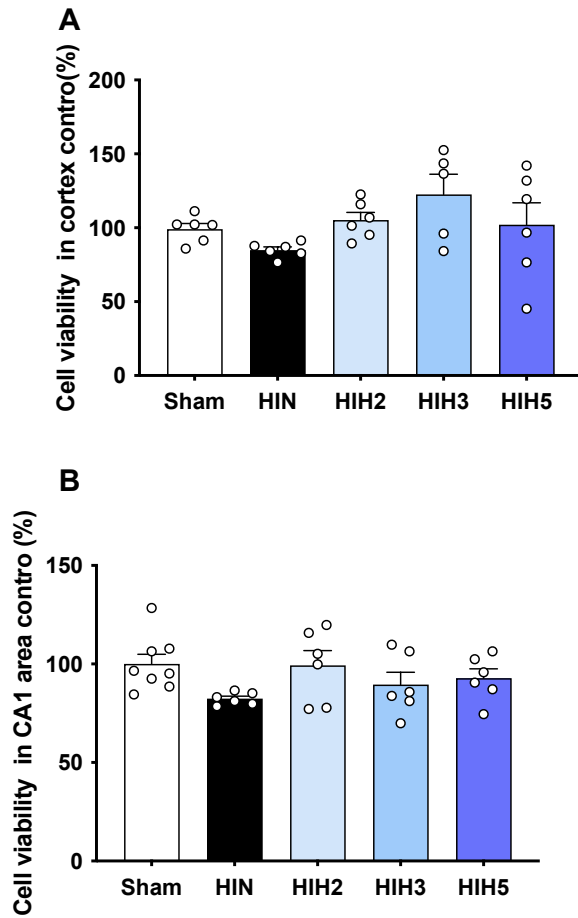 A
Cell viability in cortex contro(%)
200
150
100
50
0
Sham HIN HIH2 HIH3 HIH5
B
Cell viability in CA1 area contro (%)
150
100
50
0
Sham HIN HIH2 HIH3 HIH5